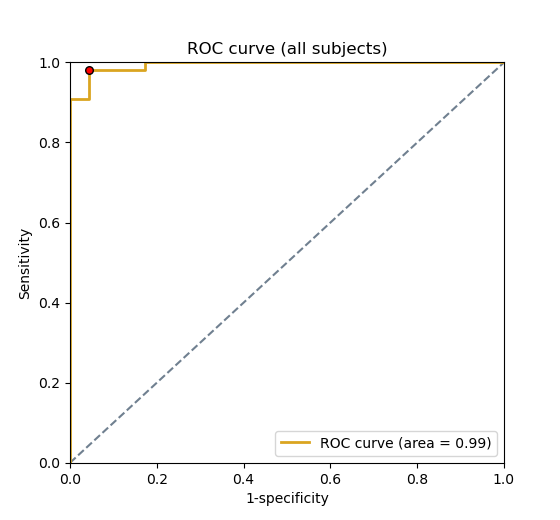 ROC curve (all subjects)
1.0
0.8
0.6
0.4
0.2
0.0
Sensitivity
ROC curve (area = 0.99)
0.0 0.2 0.4 0.6 0.8 1.0
1-specificity